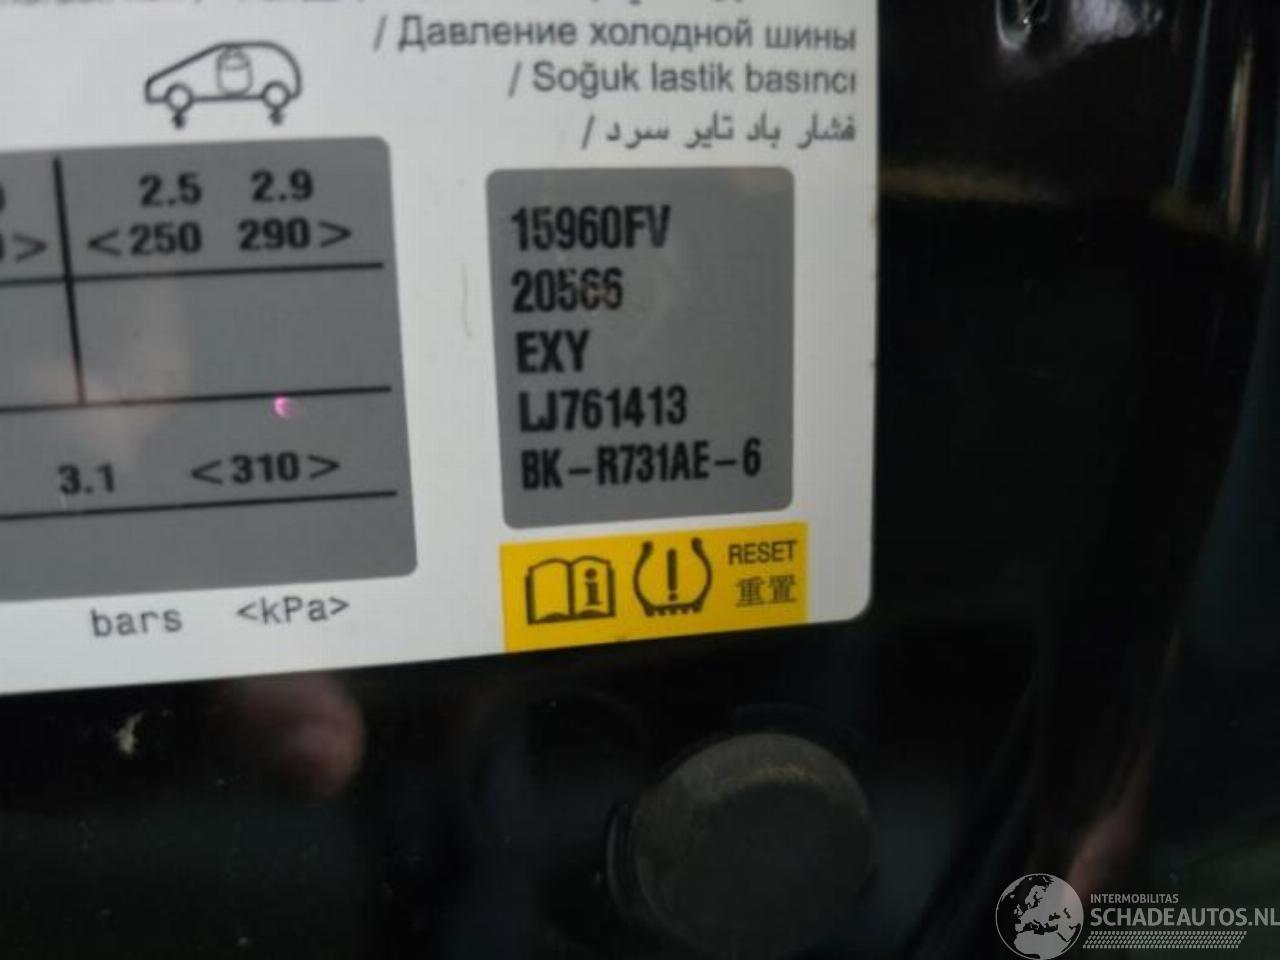 / Давление холодной шины
/ Soğuk lastik basıncı
/ فشار باد تایر سرد
2.5 2.9
<250 290>
3.1 <310>
bars <kPa>
15960FV
20566
EXY
LJ761413
BK-R731AE-6
RESET
重置
INTERMOBILITAS
SCHADEAUTOS.NL